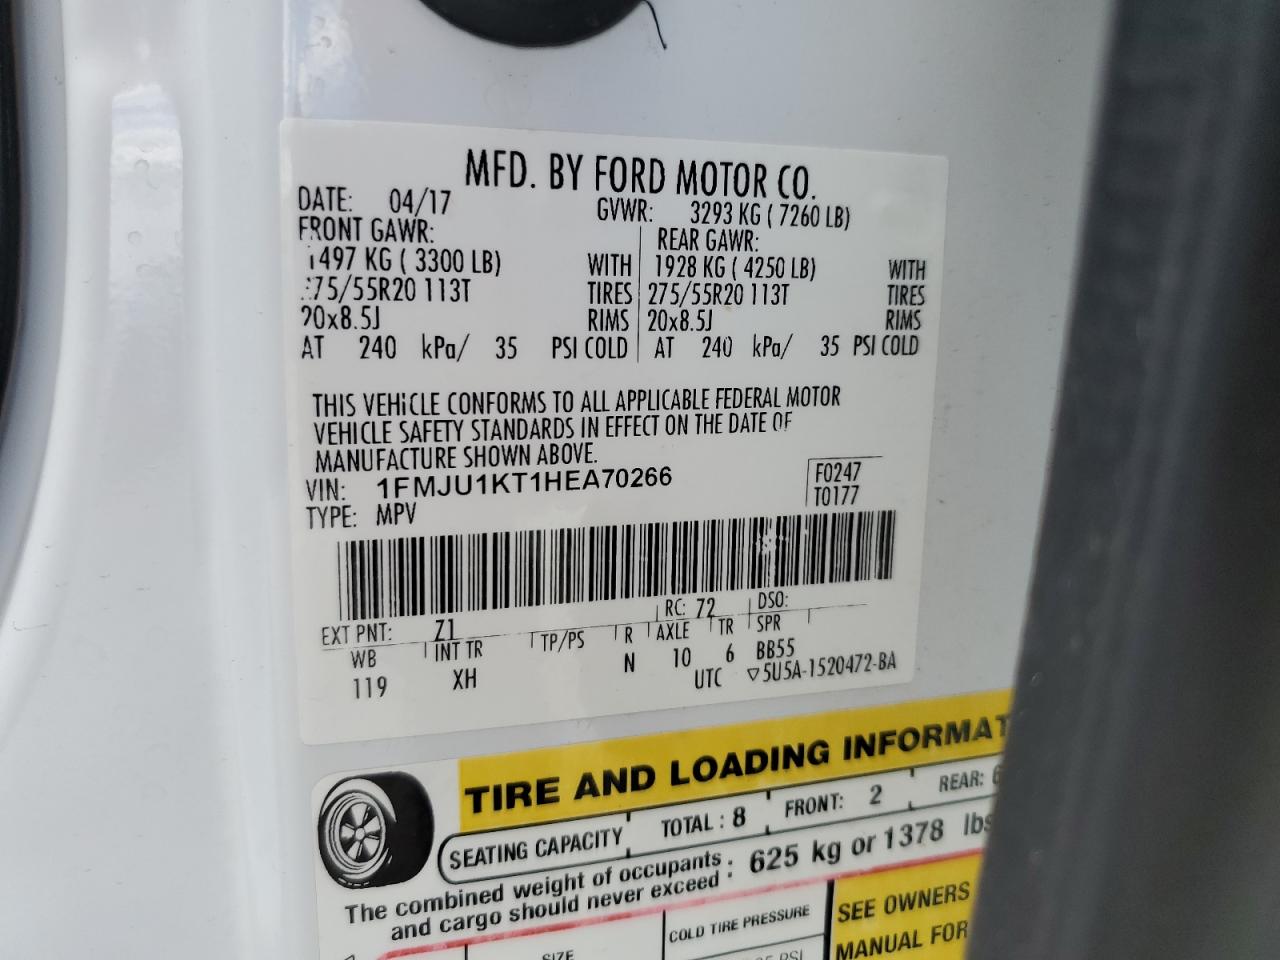 MFD. BY FORD MOTOR CO.
DATE: 04/17 GVWR: 3293 KG ( 7260 LB)
FRONT GAWR: REAR GAWR:
1497 KG ( 3300 LB) WITH 1928 KG ( 4250 LB) WITH
275/55R20 113T TIRES 275/55R20 113T TIRES
20x8.5J RIMS 20x8.5J RIMS
AT 240 kPa/ 35 PSI COLD AT 240 kPa/ 35 PSI COLD
THIS VEHICLE CONFORMS TO ALL APPLICABLE FEDERAL MOTOR
VEHICLE SAFETY STANDARDS IN EFFECT ON THE DATE OF
MANUFACTURE SHOWN ABOVE.
VIN: 1FMJU1KT1HEA70266 F0247
TYPE: MPV T0177
EXT PNT: Z1 RC: 72 DSO:
WB INT TR TP/PS R AXLE TR SPR
119 XH N 10 6 BB55
UTC ▽5U5A-1520472-BA
TIRE AND LOADING INFORMAT
SEATING CAPACITY TOTAL : 8 FRONT: 2 REAR: 6
The combined weight of occupants : 625 kg or 1378 lbs
and cargo should never exceed :
SIZE COLD TIRE PRESSURE SEE OWNERS
MANUAL FOR
PSI